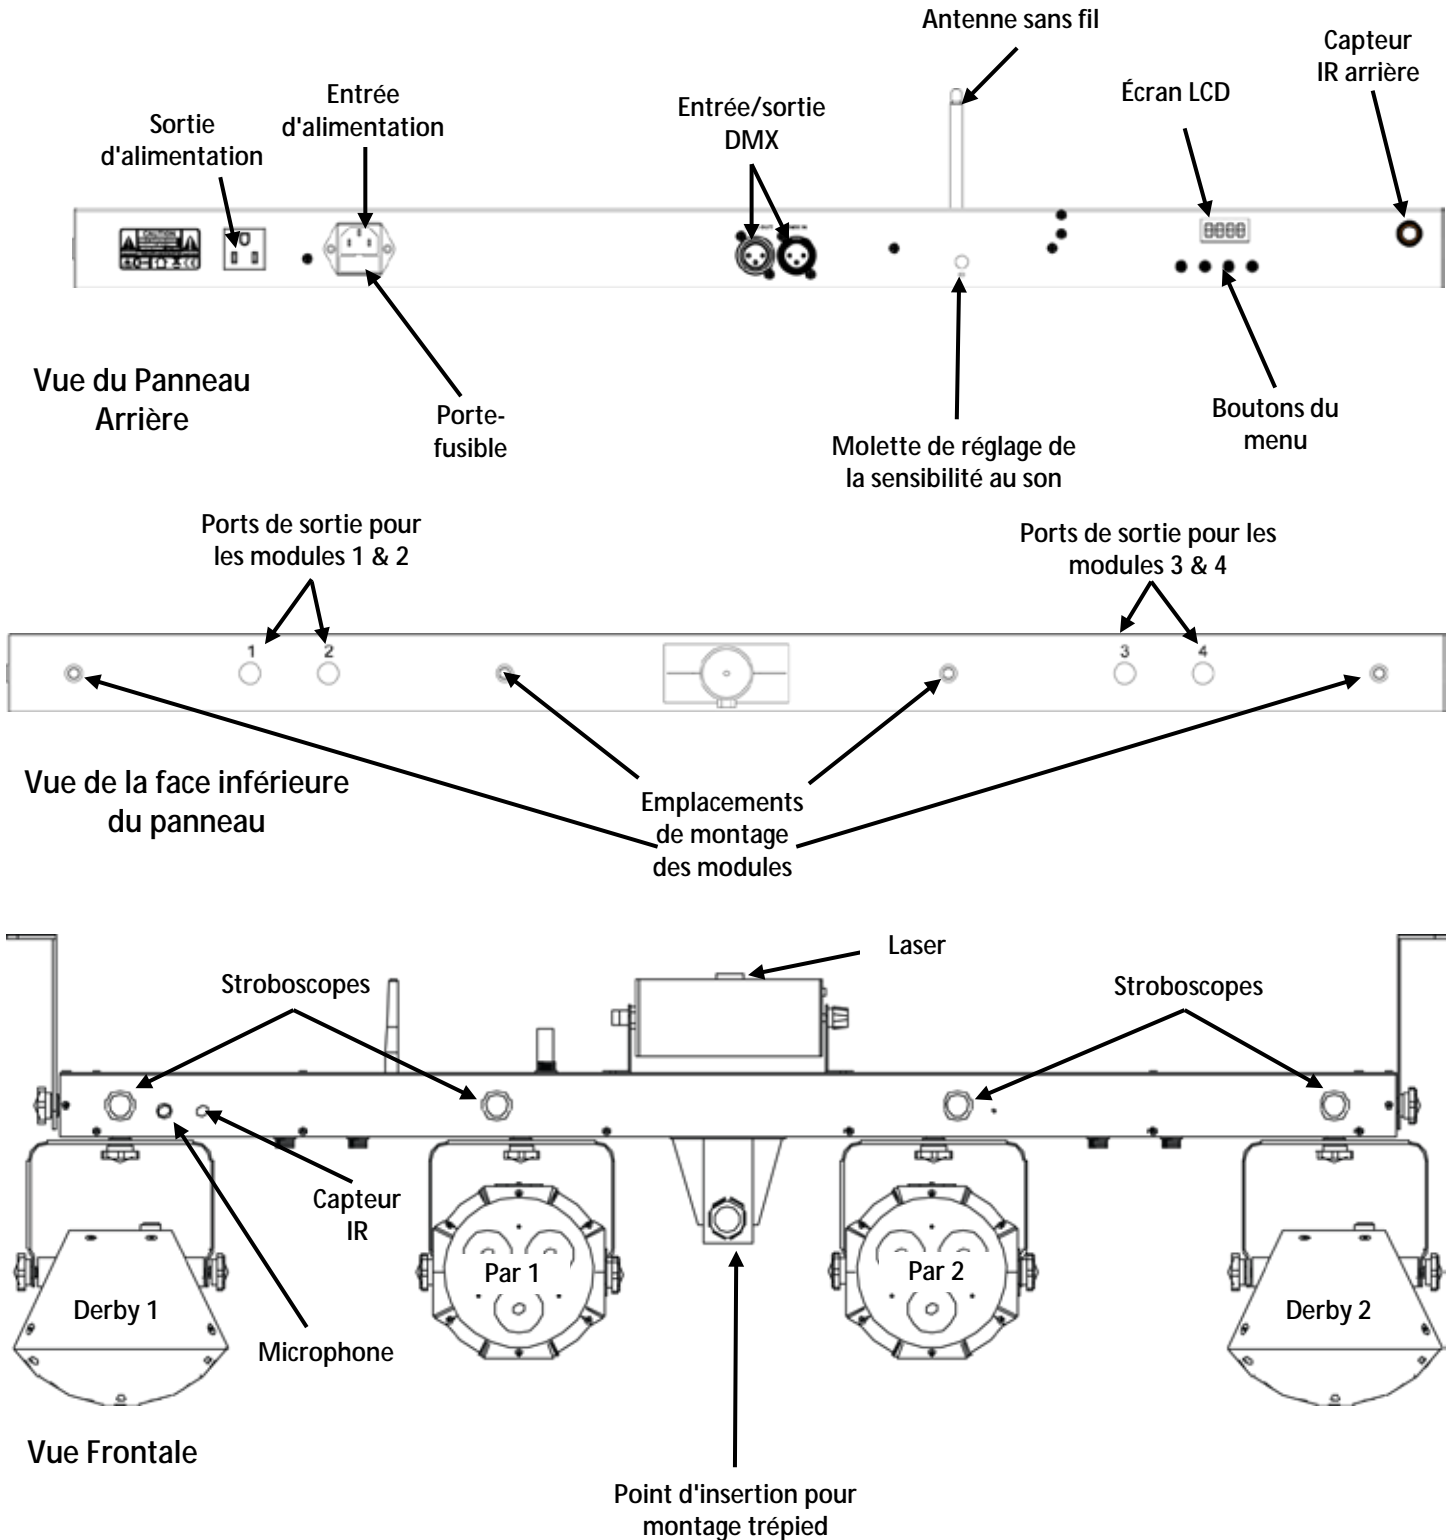 Antenne sans fil
Capteur
IR arrière
Entrée
d'alimentation
Écran LCD
Entrée/sortie
DMX
Sortie
d'alimentation
CAUTION
Vue du Panneau
Arrière
Porte-
fusible
Molette de réglage de
la sensibilité au son
Boutons du
menu
Ports de sortie pour
les modules 1 & 2
Ports de sortie pour les
modules 3 & 4
1
2
3
4
Vue de la face inférieure
du panneau
Emplacements
de montage
des modules
Laser
Stroboscopes
Stroboscopes
Capteur
IR
Par 1
Par 2
Derby 1
Derby 2
Microphone
Vue Frontale
Point d'insertion pour
montage trépied